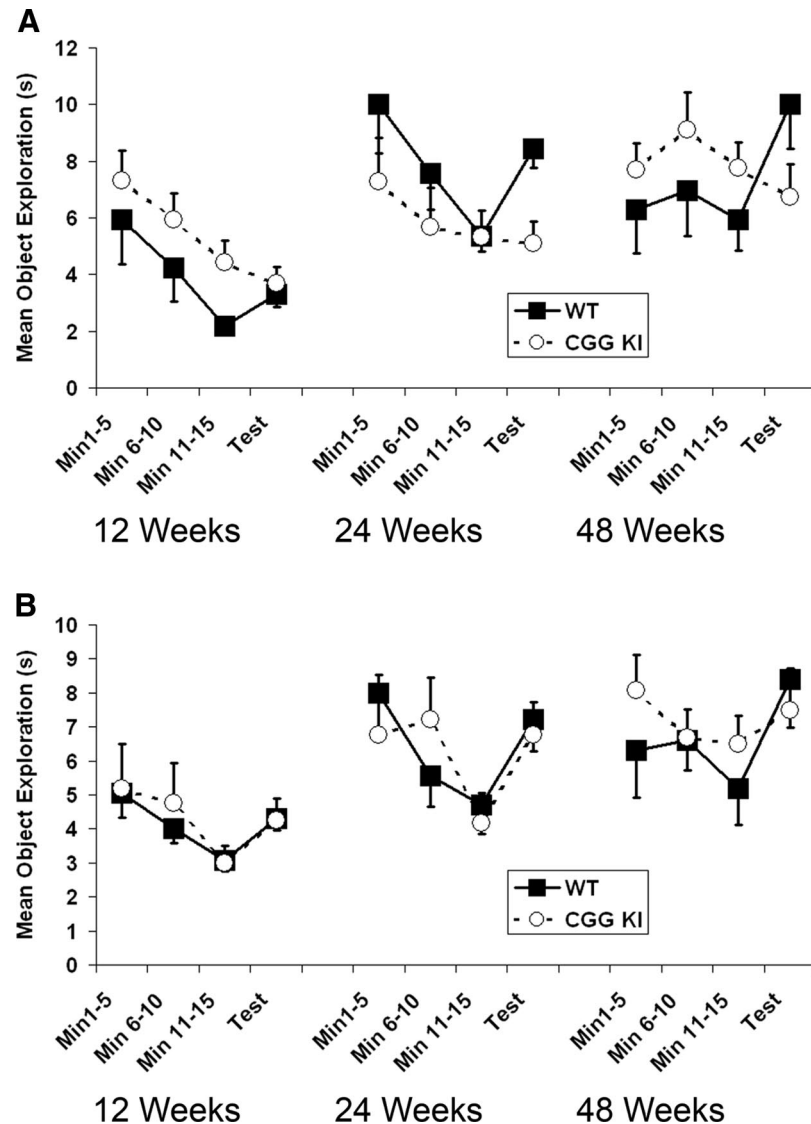 A
Mean Object Exploration (s)
12
10
8
6
4
2
0
WT
CGG KI
Min1-5
Min 6-10
Min 11-15
Test
Min1-5
Min 6-10
Min 11-15
Test
Min1-5
Min 6-10
Min 11-15
Test
12 Weeks
24 Weeks
48 Weeks
B
Mean Object Exploration (s)
10
9
8
7
6
5
4
3
2
1
0
WT
CGG KI
Min1-5
Min 6-10
Min 11-15
Test
Min1-5
Min 6-10
Min 11-15
Test
Min1-5
Min 6-10
Min 11-15
Test
12 Weeks
24 Weeks
48 Weeks